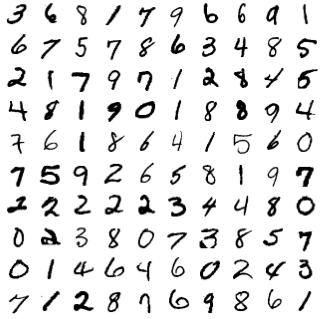 3 6 8 1 7 9 6 6 9 1
6 7 5 7 8 6 3 4 8 5
2 1 7 9 7 1 2 8 4 5
4 8 1 9 0 1 8 8 9 4
7 6 1 8 6 4 1 5 6 0
7 5 9 2 6 5 8 1 9 7
2 2 2 2 2 3 4 4 8 0
0 2 3 8 0 7 3 8 5 7
0 1 4 6 4 6 0 2 4 3
7 1 2 8 7 6 9 8 6 1